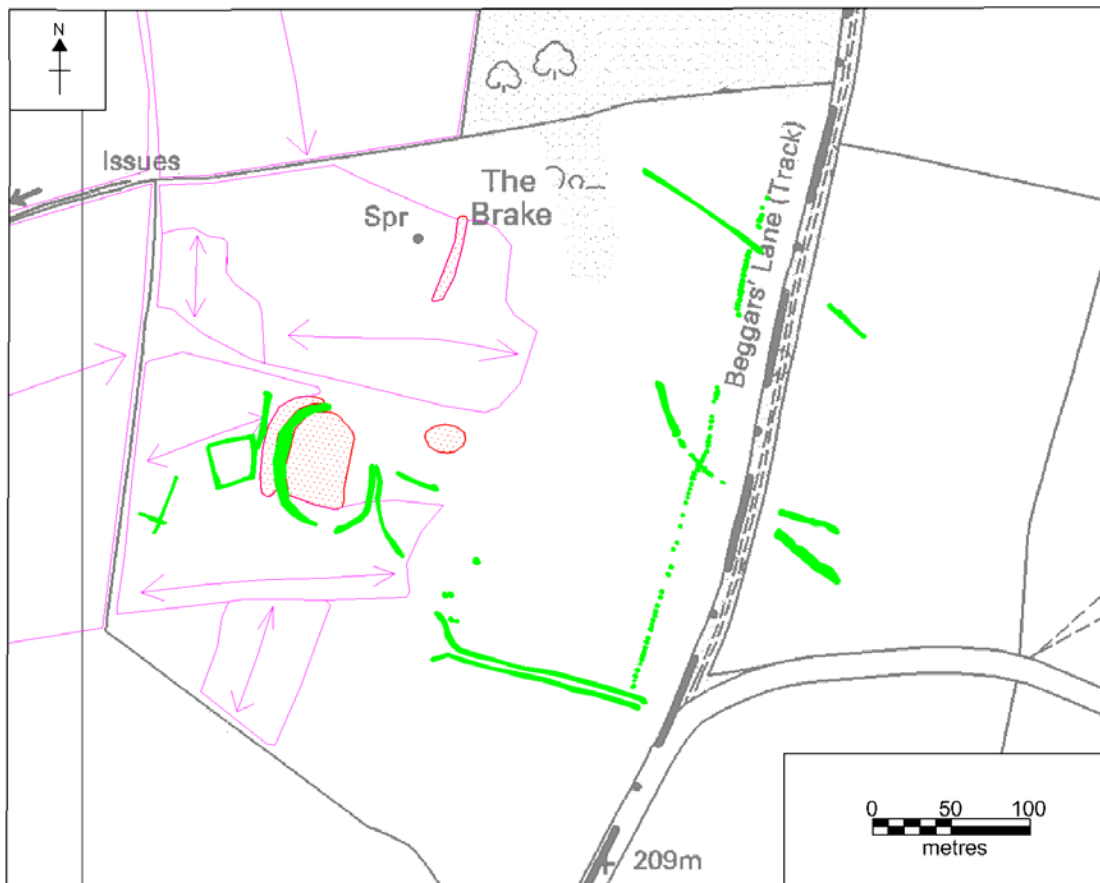 N
Issues
The
Brake
Spr
Beggars' Lane (Track)
0 50 100
metres
209m